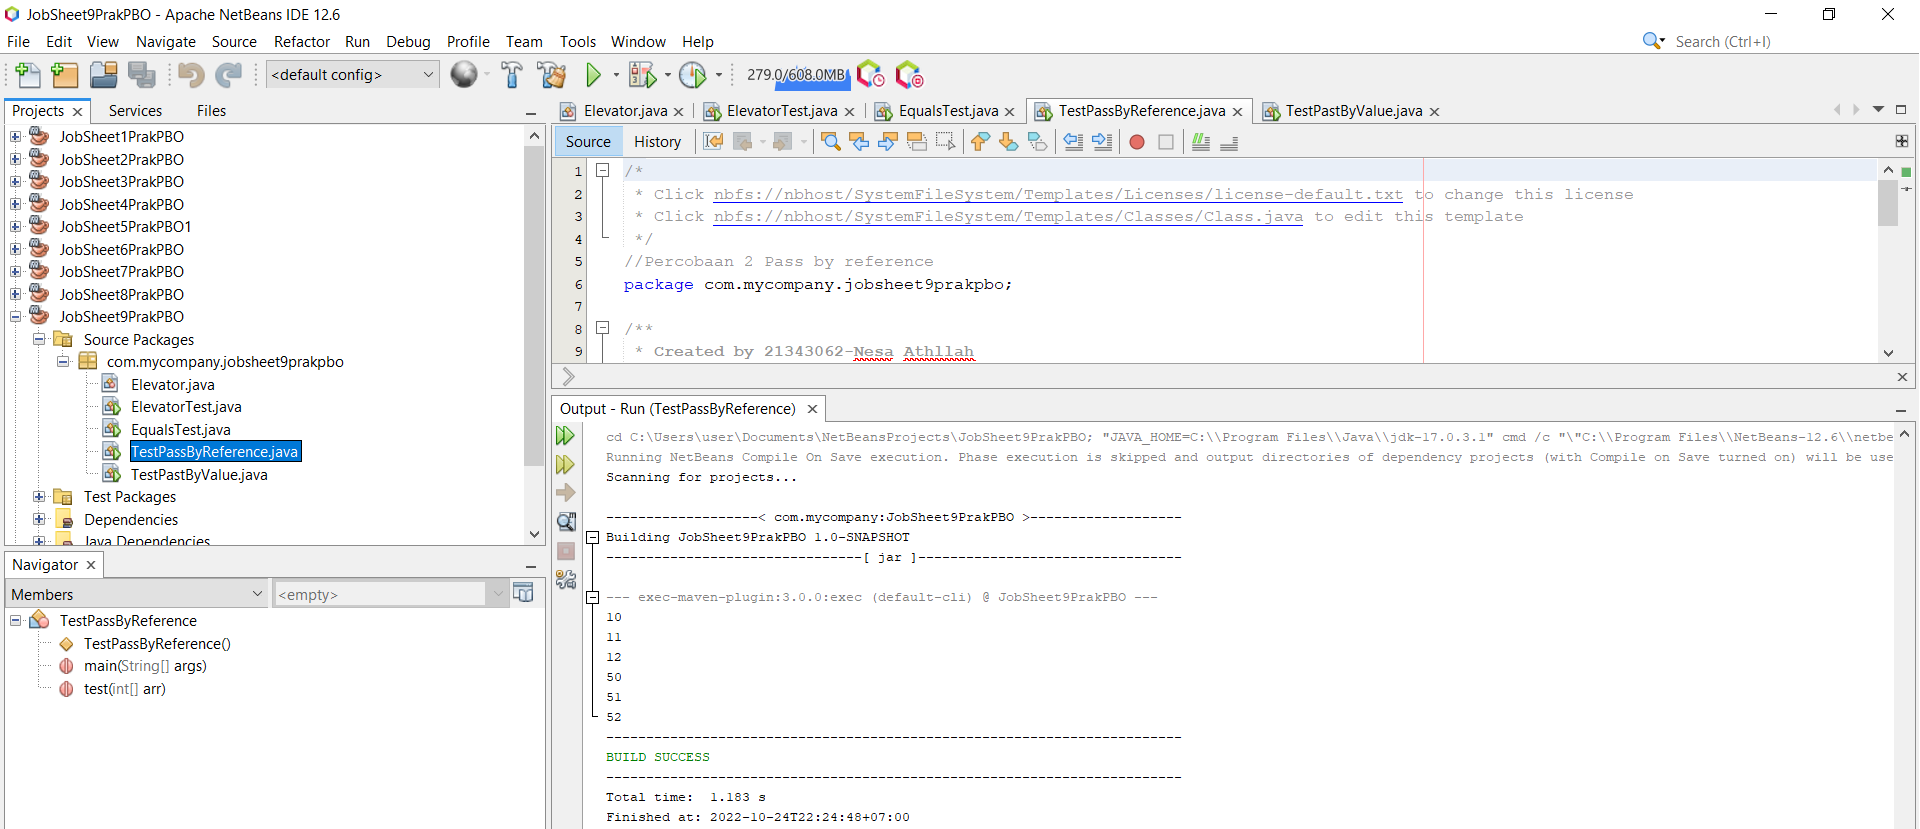 JobSheet9PrakPBO - Apache NetBeans IDE 12.6
File Edit View Navigate Source Refactor Run Debug Profile Team Tools Window Help
Search (Ctrl+I)
<default config>
279.0/608.0MB
Projects Services Files
JobSheet1PrakPBO
JobSheet2PrakPBO
JobSheet3PrakPBO
JobSheet4PrakPBO
JobSheet5PrakPBO1
JobSheet6PrakPBO
JobSheet7PrakPBO
JobSheet8PrakPBO
JobSheet9PrakPBO
Source Packages
com.mycompany.jobsheet9prakpbo
Elevator.java
ElevatorTest.java
EqualsTest.java
TestPassByReference.java
TestPastByValue.java
Test Packages
Dependencies
Java Dependencies
Navigator
Members
<empty>
TestPassByReference
TestPassByReference()
main(String[] args)
test(int[] arr)
Elevator.java ElevatorTest.java EqualsTest.java TestPassByReference.java TestPastByValue.java
Source History
1 /*
2 * Click nbfs://nbhost/SystemFileSystem/Templates/Licenses/license-default.txt to change this license
3 * Click nbfs://nbhost/SystemFileSystem/Templates/Classes/Class.java to edit this template
4 */
5 //Percobaan 2 Pass by reference
6 package com.mycompany.jobsheet9prakpbo;
7
8 /**
9 * Created by 21343062-Nesa Athllah
Output - Run (TestPassByReference)
cd C:\Users\user\Documents\NetBeansProjects\JobSheet9PrakPBO; "JAVA_HOME=C:\\Program Files\\Java\\jdk-17.0.3.1" cmd /c "\"C:\\Program Files\\NetBeans-12.6\\netbe
Running NetBeans Compile On Save execution. Phase execution is skipped and output directories of dependency projects (with Compile on Save turned on) will be use
Scanning for projects...
-------------------< com.mycompany:JobSheet9PrakPBO >-------------------
Building JobSheet9PrakPBO 1.0-SNAPSHOT
--------------------------------[ jar ]---------------------------------
--- exec-maven-plugin:3.0.0:exec (default-cli) @ JobSheet9PrakPBO ---
10
11
12
50
51
52
------------------------------------------------------------------------
BUILD SUCCESS
------------------------------------------------------------------------
Total time:  1.183 s
Finished at: 2022-10-24T22:24:48+07:00